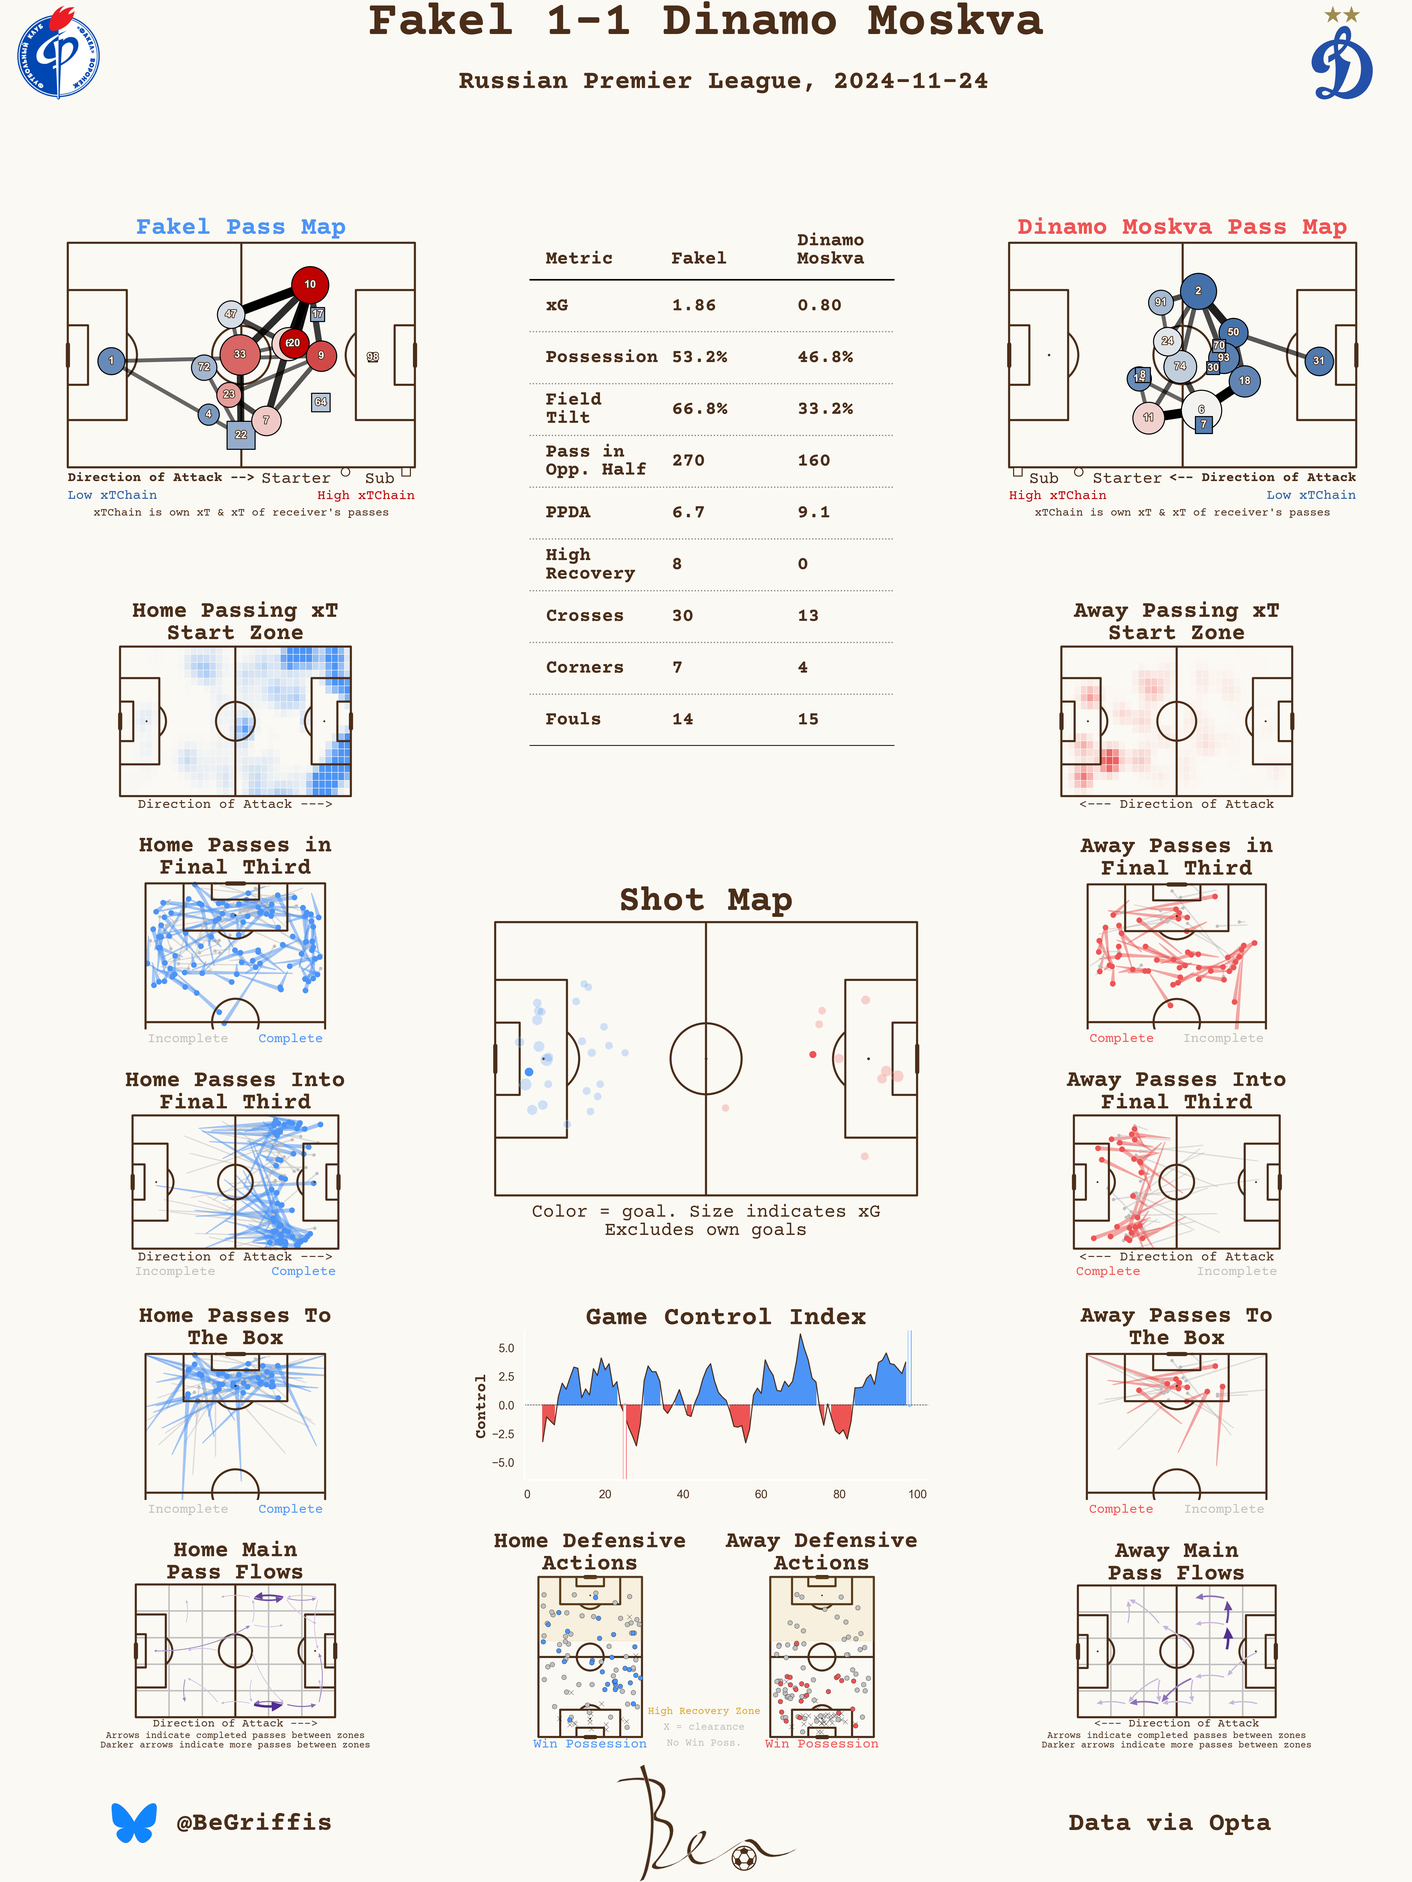 Fakel 1-1 Dinamo Moskva
Russian Premier League, 2024-11-24
ФУТБОЛЬНЫЙ КЛУБ «ФАКЕЛ» ВОРОНЕЖ
Fakel Pass Map
10
47
17
6
20
33
9
98
1
72
23
64
4
7
22
Direction of Attack --> Starter Sub
Low xTChain High xTChain
xTChain is own xT & xT of receiver's passes
Metric Fakel Dinamo Moskva
xG 1.86 0.80
Possession 53.2% 46.8%
Field Tilt 66.8% 33.2%
Pass in Opp. Half 270 160
PPDA 6.7 9.1
High Recovery 8 0
Crosses 30 13
Corners 7 4
Fouls 14 15
Dinamo Moskva Pass Map
2
91
50
24
70
93
31
74
30
8
18
6
11
7
Sub Starter <-- Direction of Attack
High xTChain Low xTChain
xTChain is own xT & xT of receiver's passes
Home Passing xT
Start Zone
Direction of Attack --->
Away Passing xT
Start Zone
<--- Direction of Attack
Home Passes in
Final Third
Incomplete Complete
Away Passes in
Final Third
Complete Incomplete
Shot Map
Color = goal. Size indicates xG
Excludes own goals
Home Passes Into
Final Third
Direction of Attack --->
Incomplete Complete
Away Passes Into
Final Third
<--- Direction of Attack
Complete Incomplete
Home Passes To
The Box
Incomplete Complete
Game Control Index
Control
5.0
2.5
0.0
−2.5
−5.0
0 20 40 60 80 100
Away Passes To
The Box
Complete Incomplete
Home Main
Pass Flows
Direction of Attack --->
Arrows indicate completed passes between zones
Darker arrows indicate more passes between zones
Home Defensive
Actions
Win Possession
Away Defensive
Actions
Win Possession
High Recovery Zone
X = clearance
No Win Poss.
Away Main
Pass Flows
<--- Direction of Attack
Arrows indicate completed passes between zones
Darker arrows indicate more passes between zones
@BeGriffis
Ben
Data via Opta